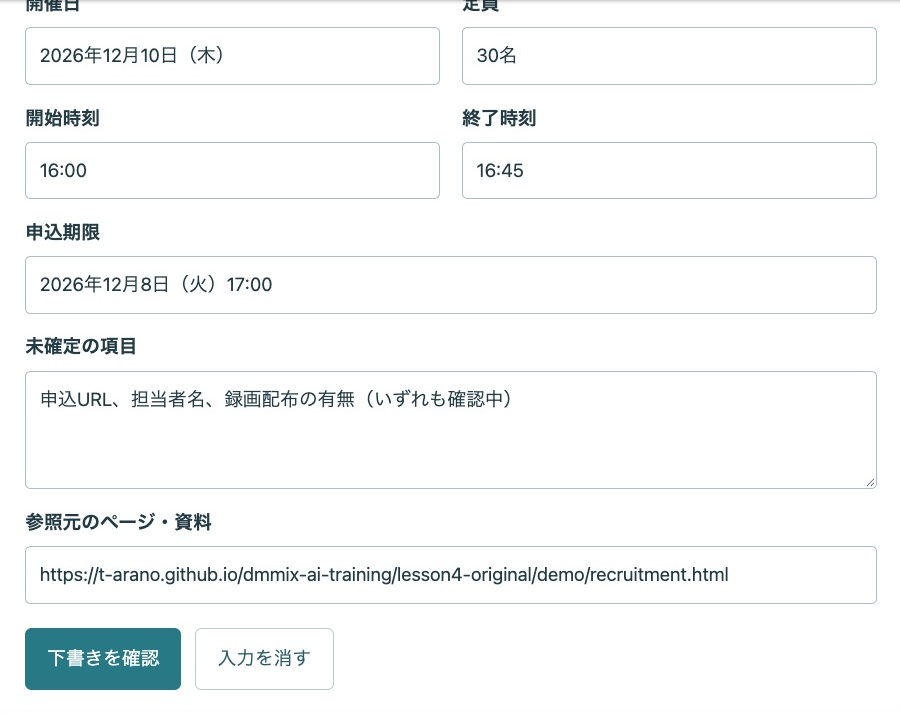 開催日
定員
2026年12月10日（木）
30名
開始時刻
終了時刻
16:00
16:45
申込期限
2026年12月8日（火）17:00
未確定の項目
申込URL、担当者名、録画配布の有無（いずれも確認中）
参照元のページ・資料
https://t-arano.github.io/dmmix-ai-training/lesson4-original/demo/recruitment.html
下書きを確認
入力を消す